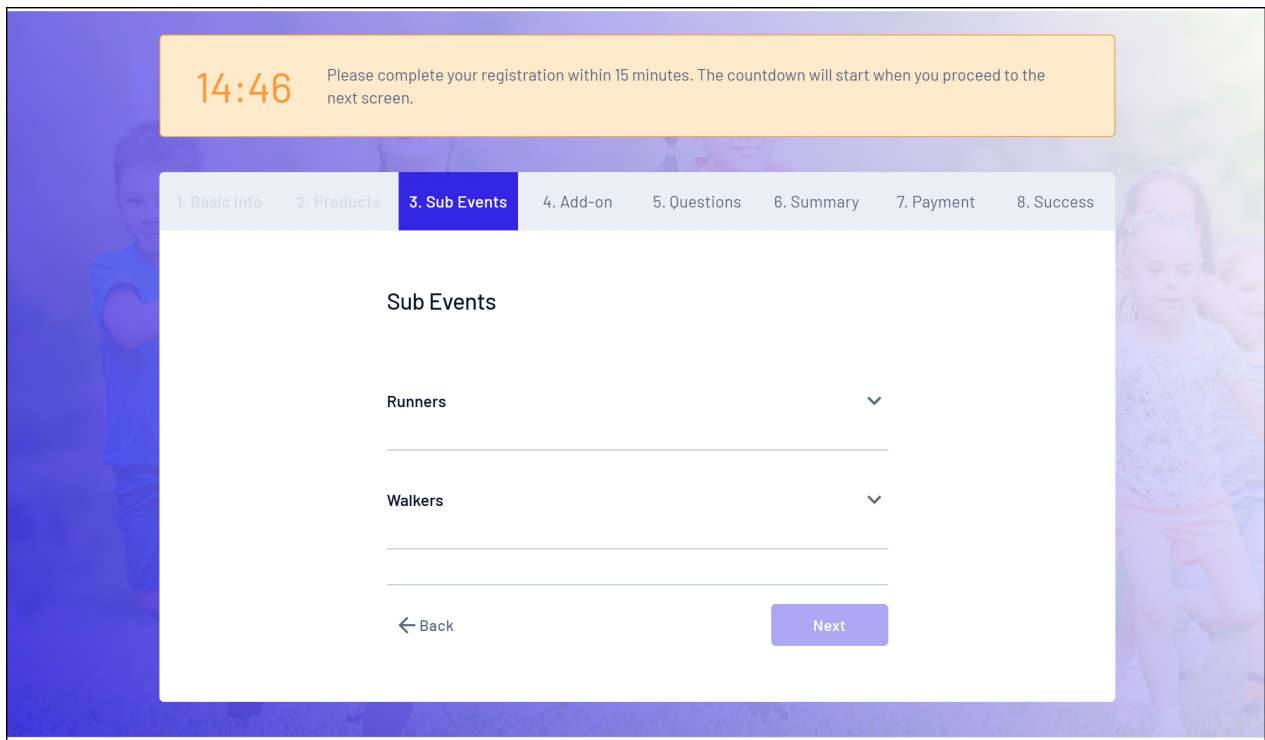 14:46
Please complete your registration within 15 minutes. The countdown will start when you proceed to the
next screen.
1. Basic Info 2. Products 3. Sub Events 4. Add-on 5. Questions 6. Summary 7. Payment 8. Success
Sub Events
Runners
Walkers
Back Next